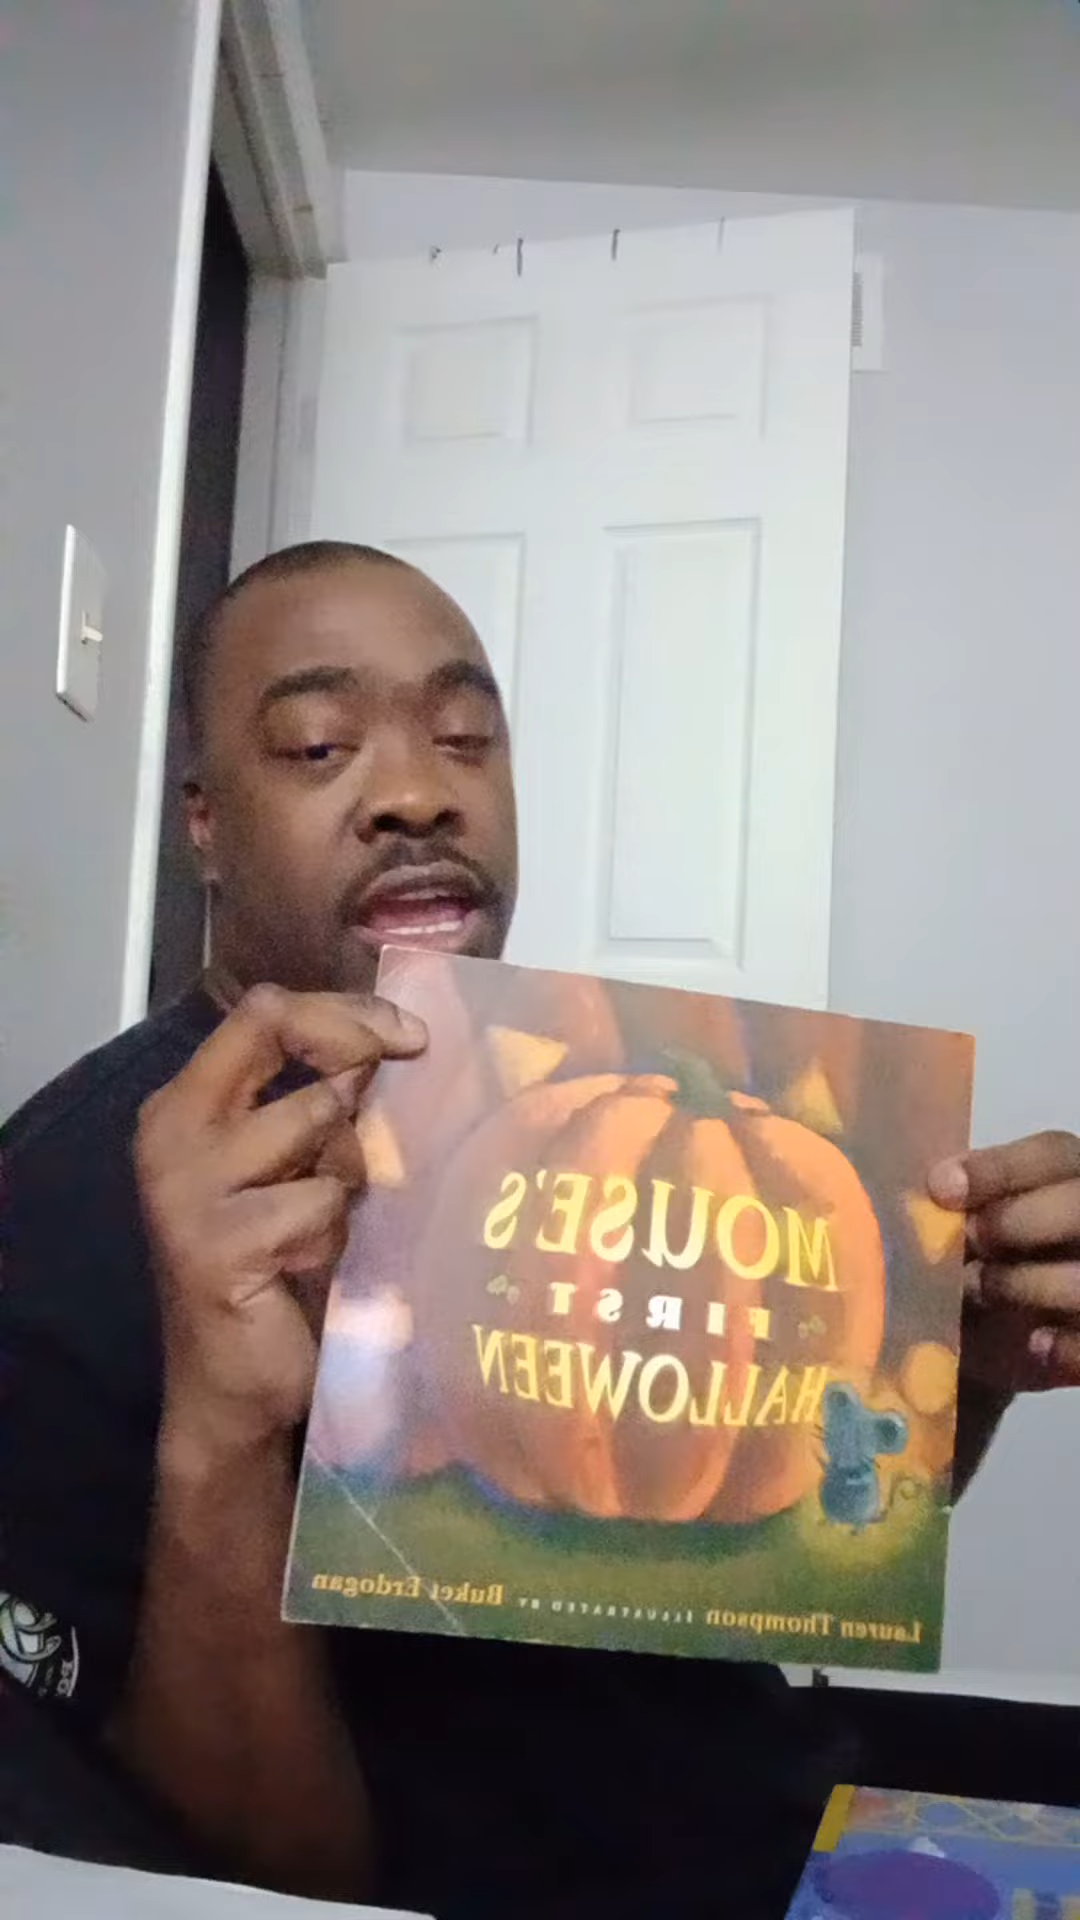 MOUSE'S
FIRST
HALLOWEEN
Lauren Thompson ILLUSTRATED BY Buket Erdogan